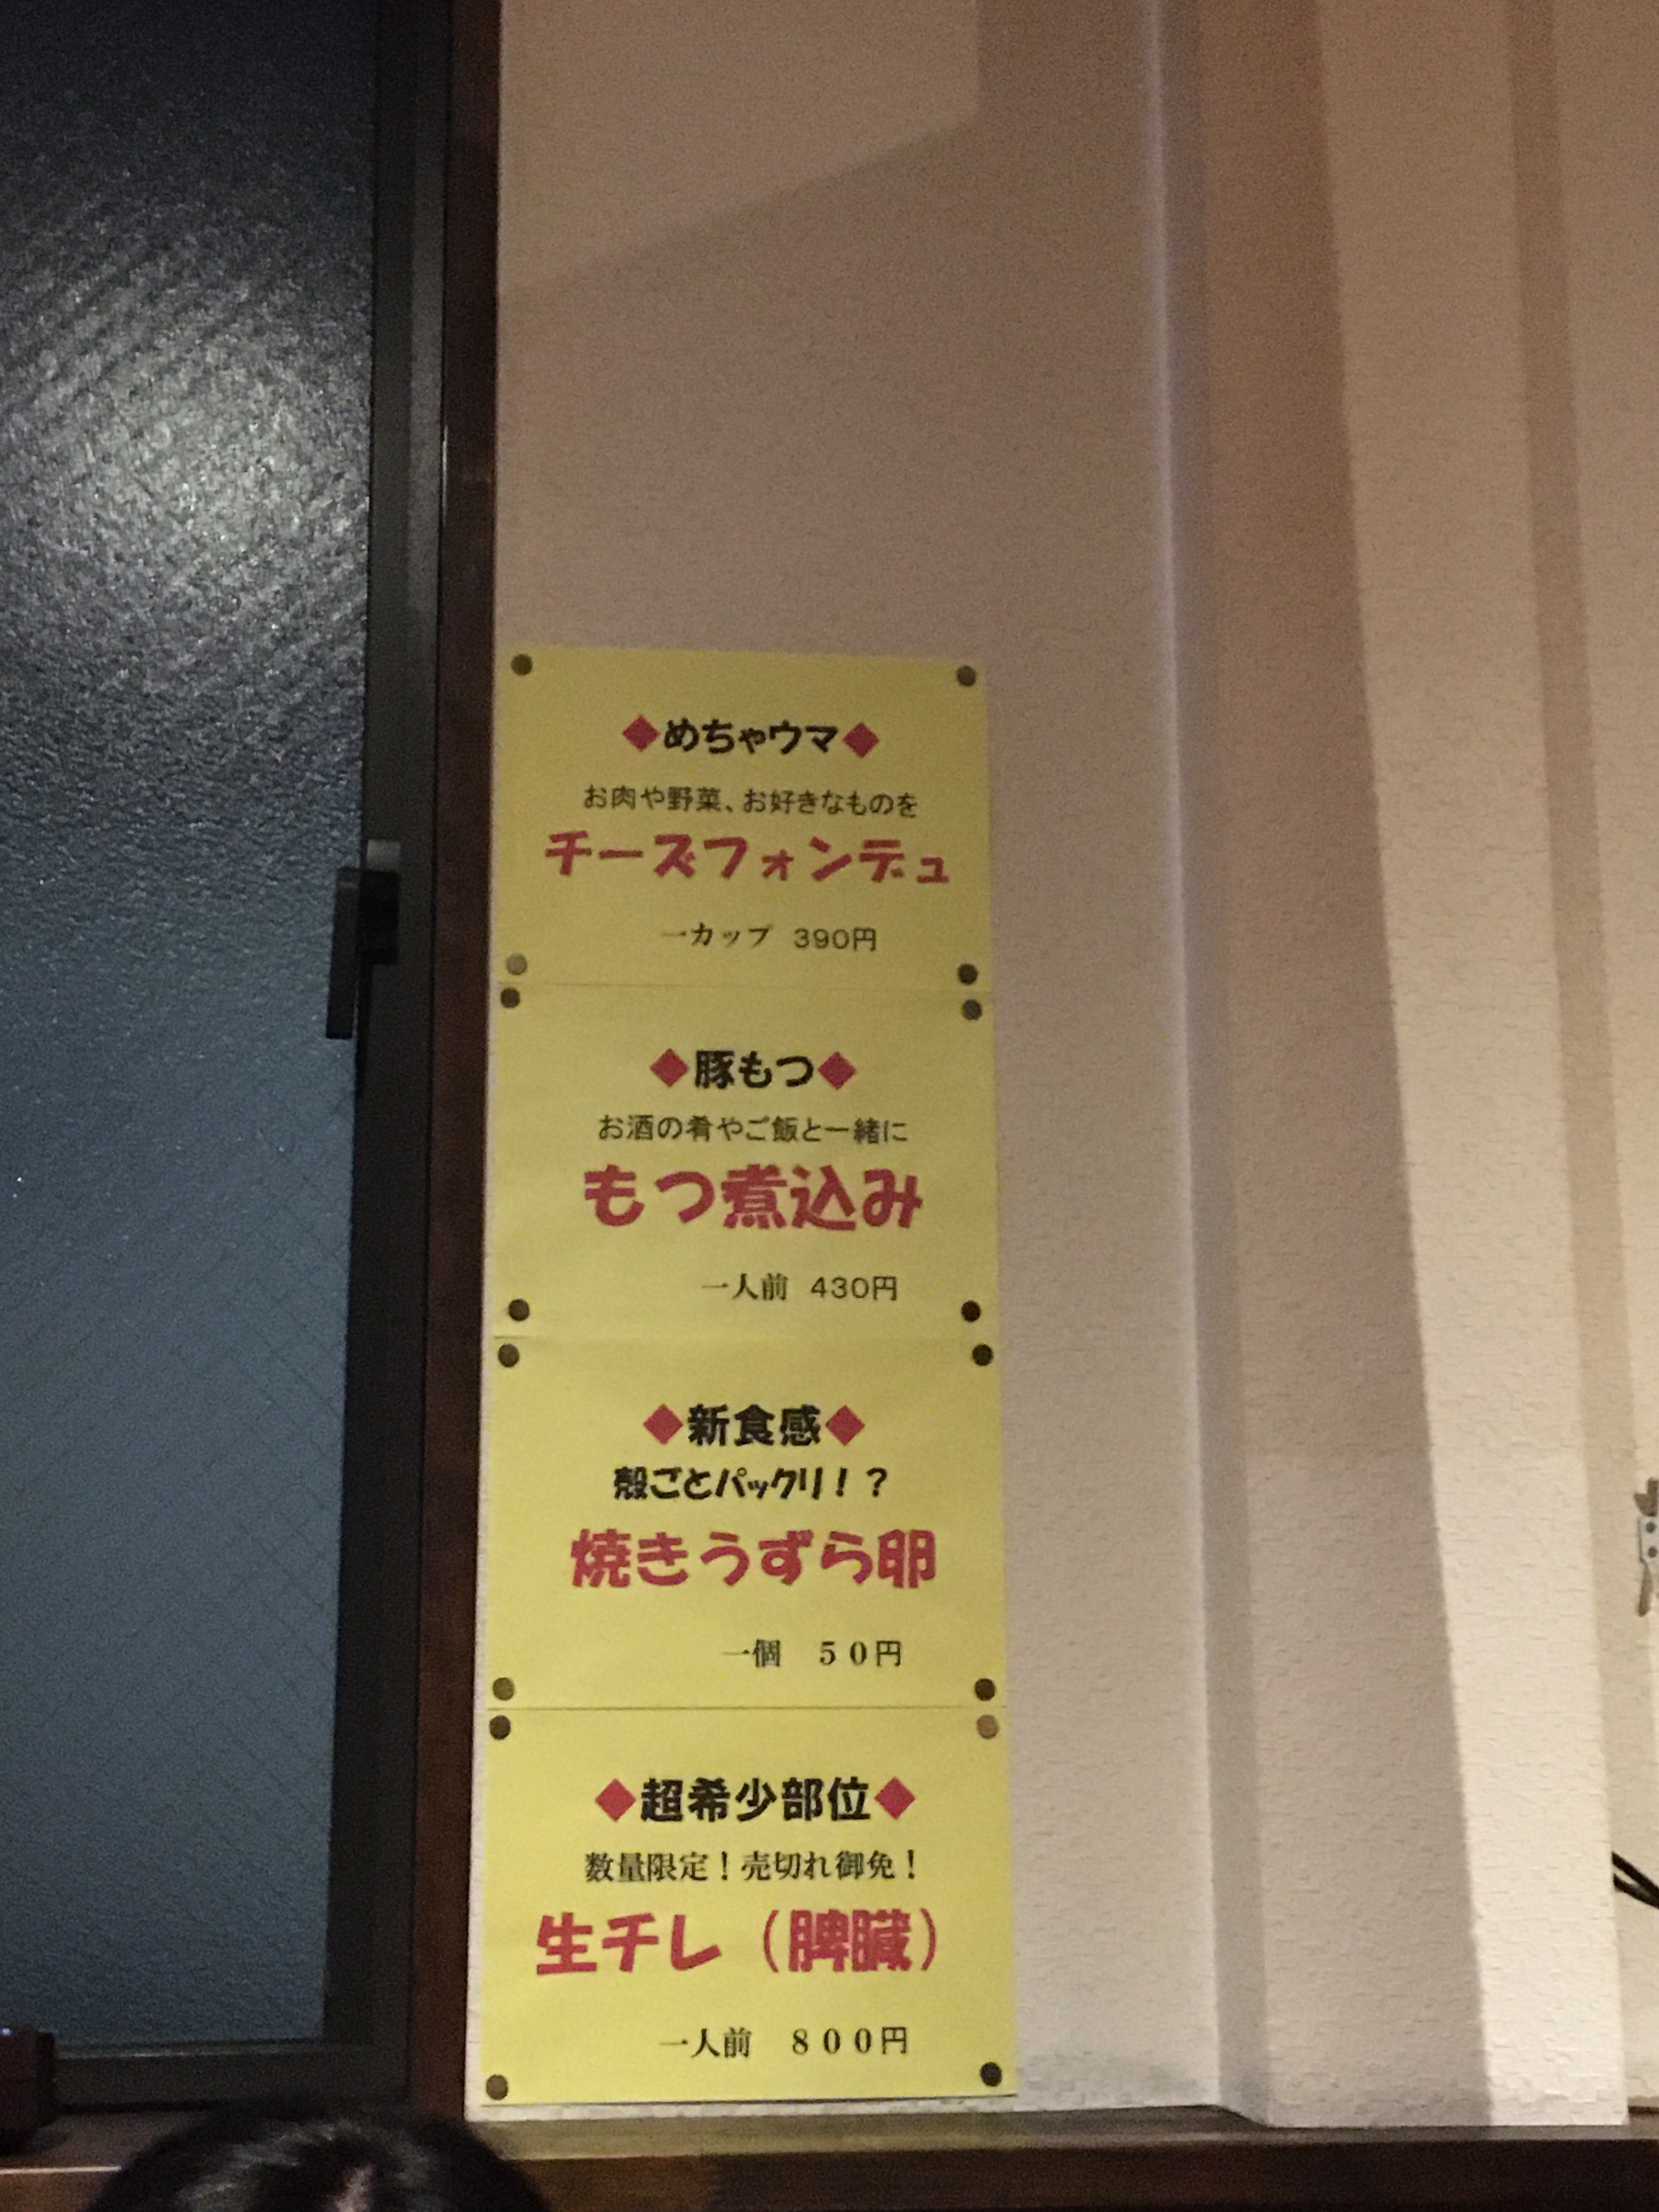 ◆めちゃウマ◆
お肉や野菜、お好きなものを
チーズフォンデュ
一カップ 390円
◆豚もつ◆
お酒の肴やご飯と一緒に
もつ煮込み
一人前 430円
◆新食感◆
殻ごとパックリ！？
焼きうずら卵
一個 50円
◆超希少部位◆
数量限定！売切れ御免！
生チレ（脾臓）
一人前 800円